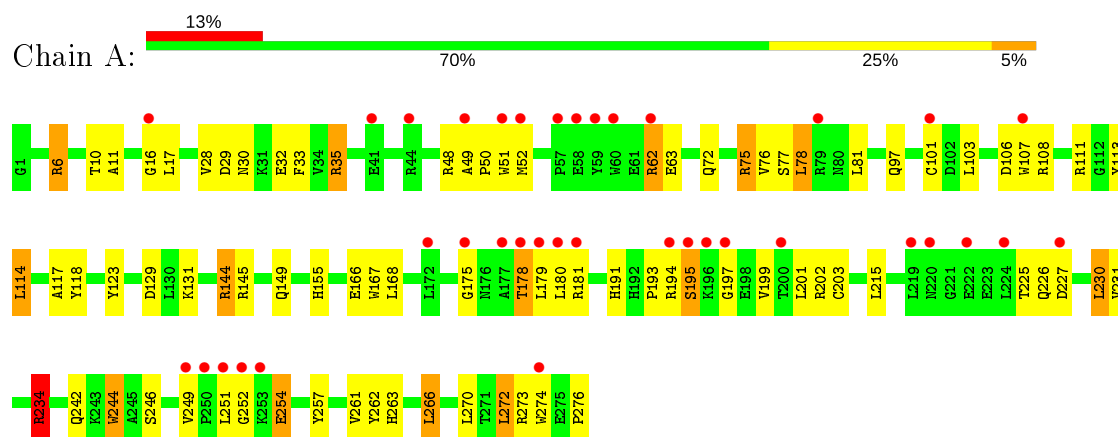 13%
Chain A:
70% 25% 5%
G1 R6 T10 A11 G16 L17 V28 D29 N30 K31 E32 F33 V34 R35 E41 R44 R48 A49 P50 W51 M52 P57 E58 Y59 W60 E61 R62 E63 Q72 R75 V76 S77 L78 R79 N80 L81 Q97 C101 D102 L103 D106 W107 R108 R111 G112 Y113
L114 A117 Y118 Y123 D129 L130 K131 R144 R145 Q149 H155 E166 W167 L168 L172 G175 N176 A177 T178 L179 L180 R181 H191 H192 P193 R194 S195 K196 G197 E198 V199 T200 L201 R202 C203 L215 L219 N220 G221 E222 E223 L224 T225 Q226 D227 L230 V231
R234 Q242 K243 W244 A245 S246 V249 P250 L251 G252 K253 E254 Y257 V261 Y262 H263 L266 L270 T271 L272 R273 W274 E275 P276